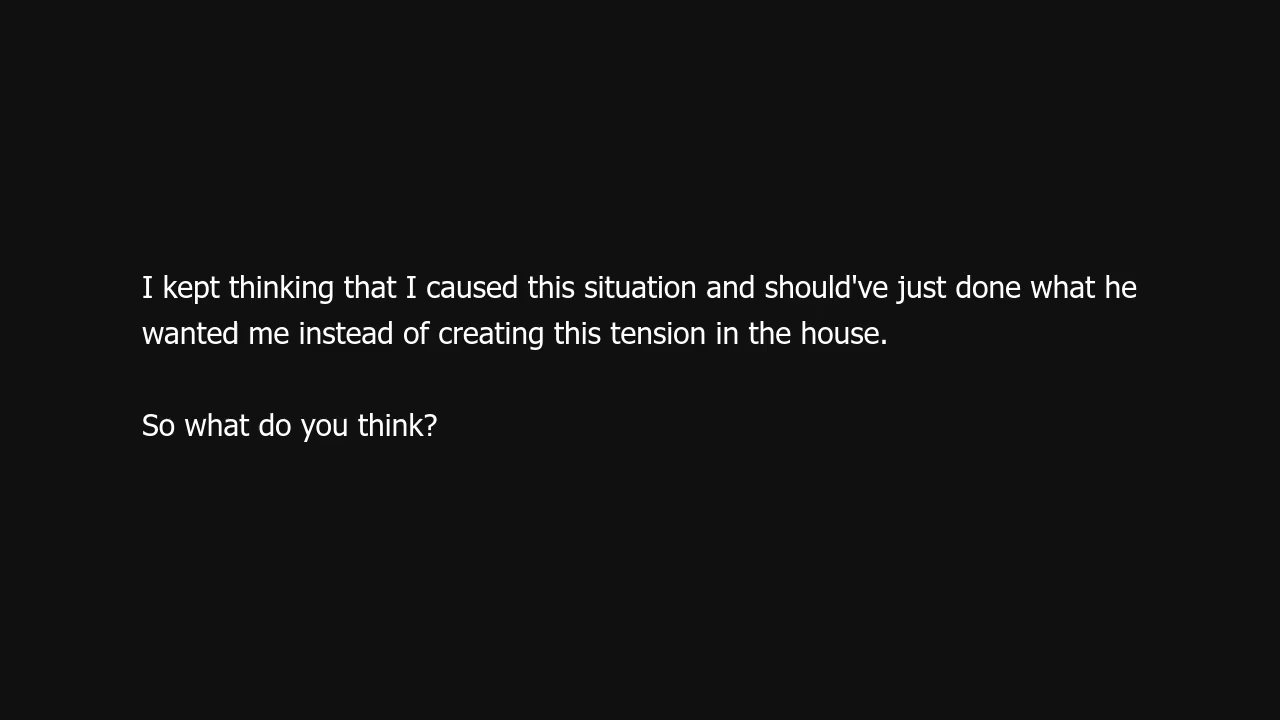 I kept thinking that I caused this situation and should've just done what he
wanted me instead of creating this tension in the house.
So what do you think?